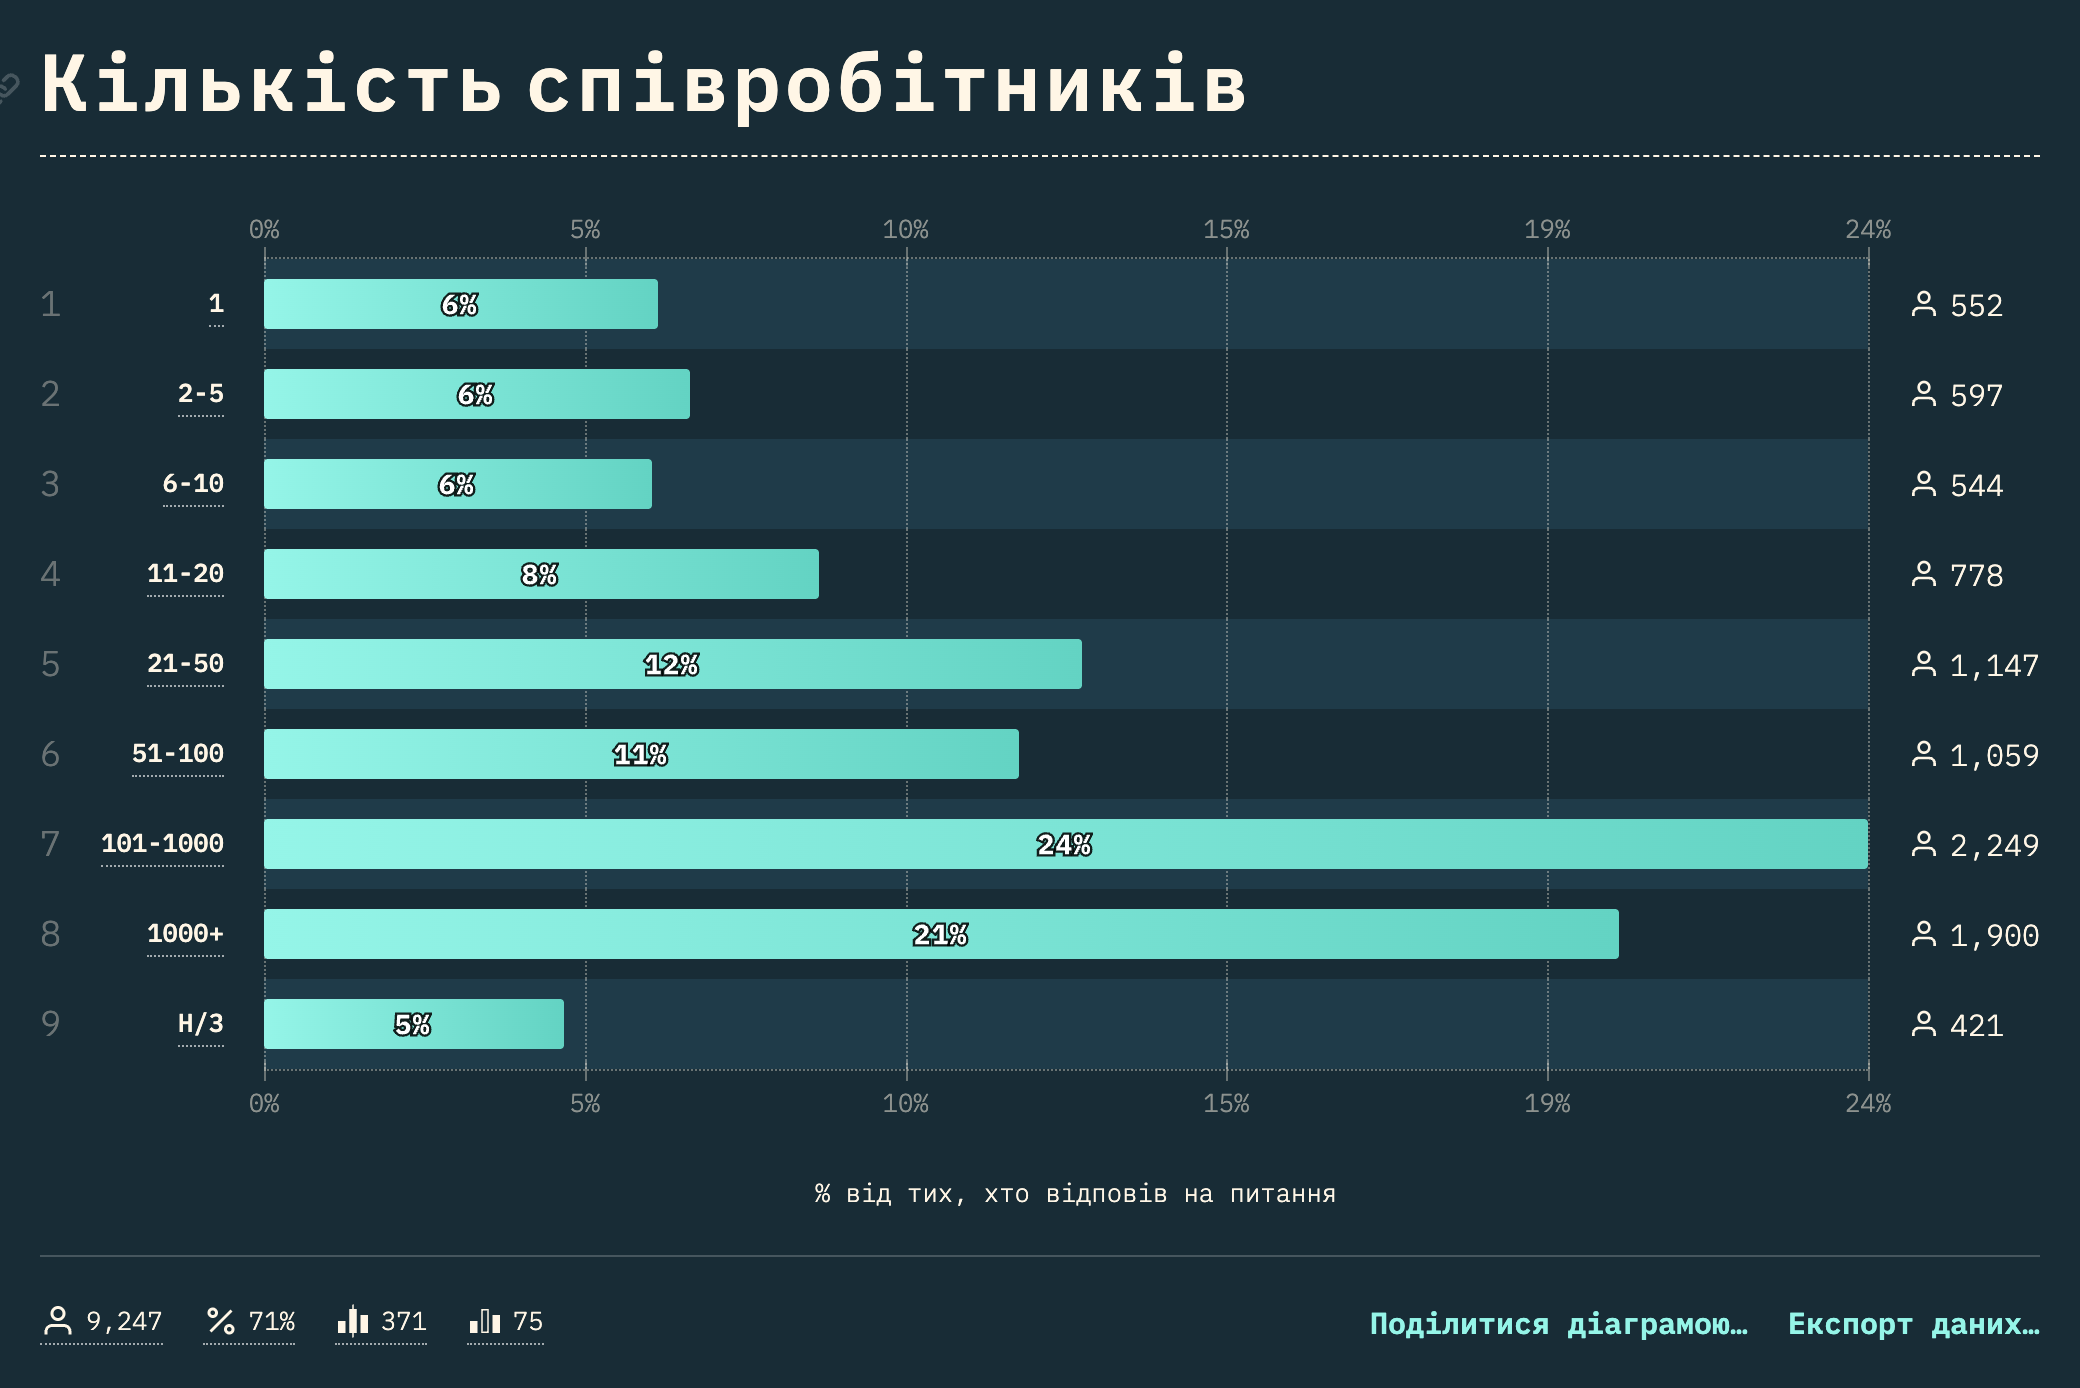 Кількість співробітників
0% 5% 10% 15% 19% 24%
1 1 6% 552
2 2-5 6% 597
3 6-10 6% 544
4 11-20 8% 778
5 21-50 12% 1,147
6 51-100 11% 1,059
7 101-1000 24% 2,249
8 1000+ 21% 1,900
9 Н/З 5% 421
0% 5% 10% 15% 19% 24%
% від тих, хто відповів на питання
9,247 71% 371 75 Поділитися діаграмою… Експорт даних…